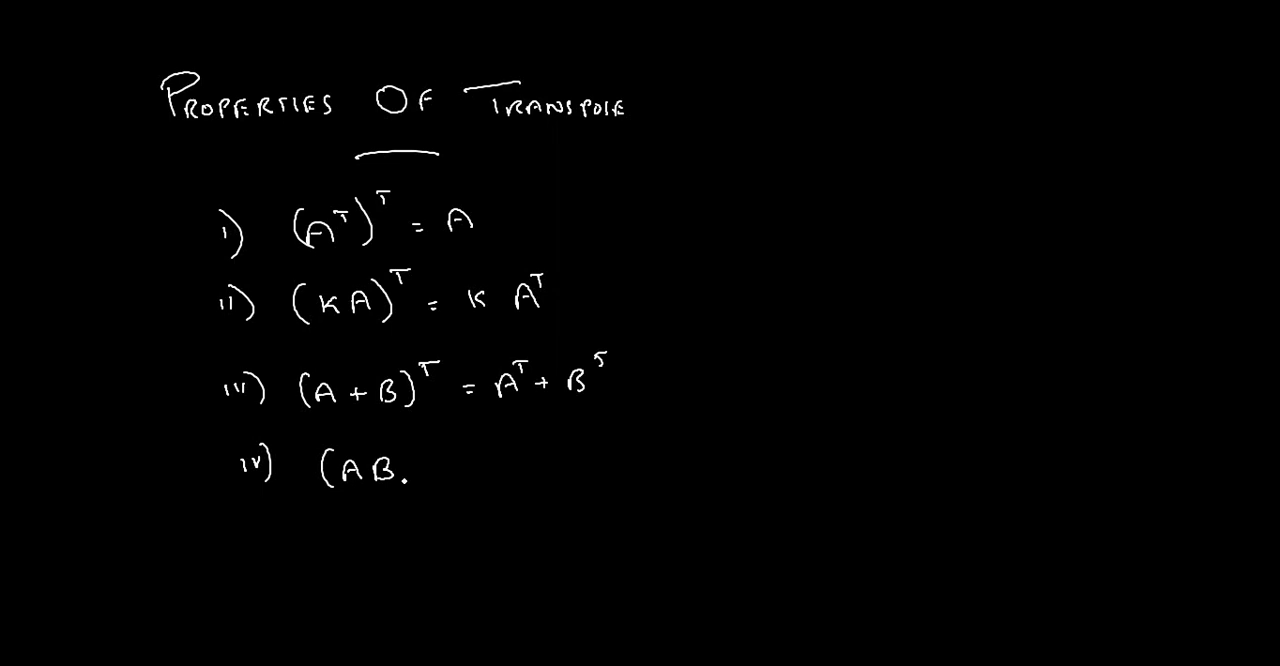 PROPERTIES OF TRANSPOSE
i) (A^T)^T = A
ii) (KA)^T = K A^T
iii) (A + B)^T = A^T + B^T
iv) (AB.